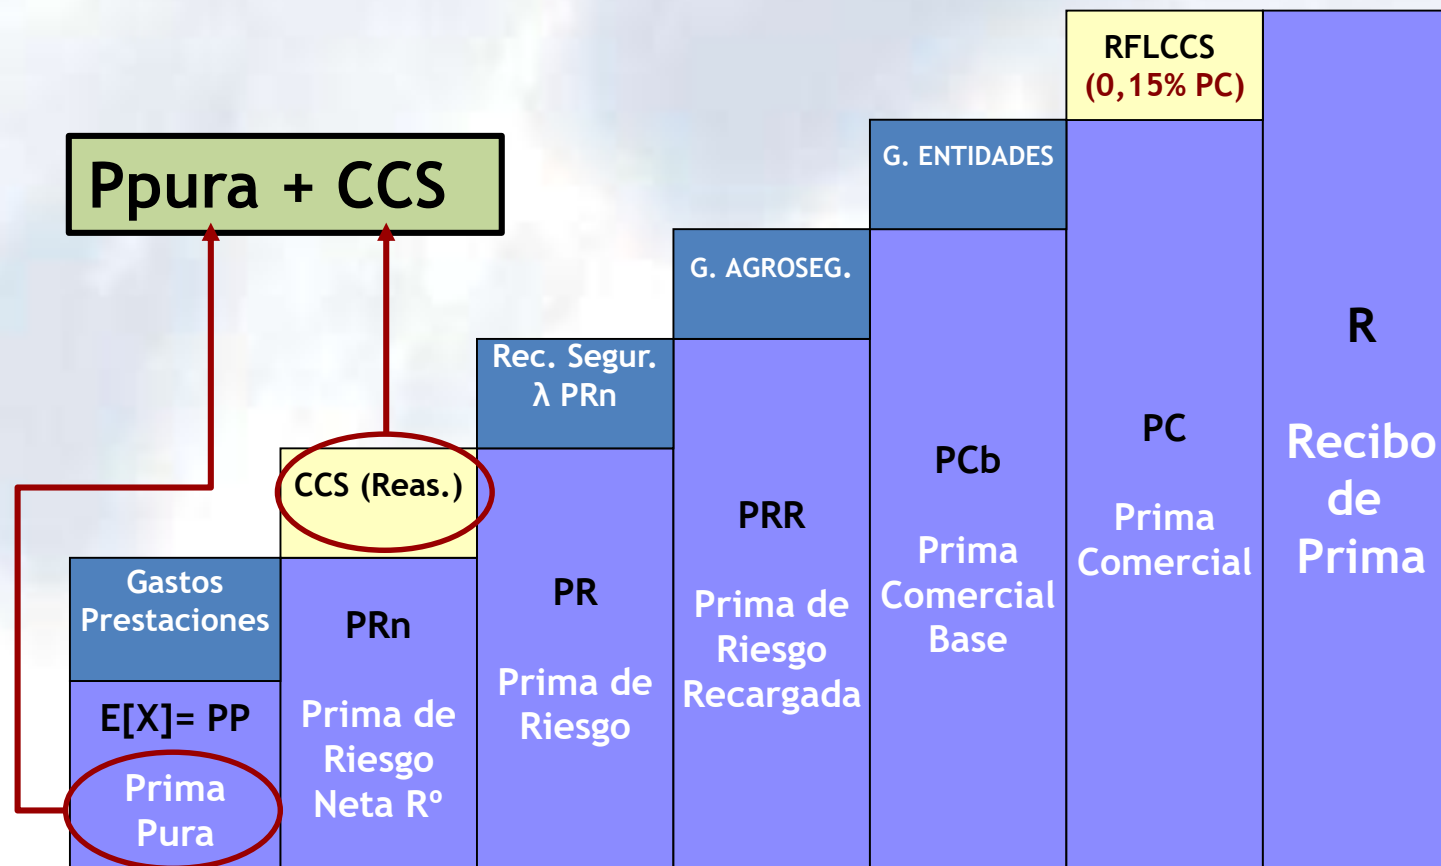 Ppura + CCS
Gastos
Prestaciones
E[X]= PP
Prima
Pura
CCS (Reas.)
PRn
Prima de
Riesgo
Neta Rº
Rec. Segur.
λ PRn
PR
Prima de
Riesgo
G. AGROSEG.
PRR
Prima de
Riesgo
Recargada
G. ENTIDADES
PCb
Prima
Comercial
Base
RFLCCS
(0,15% PC)
PC
Prima
Comercial
R
Recibo
de
Prima